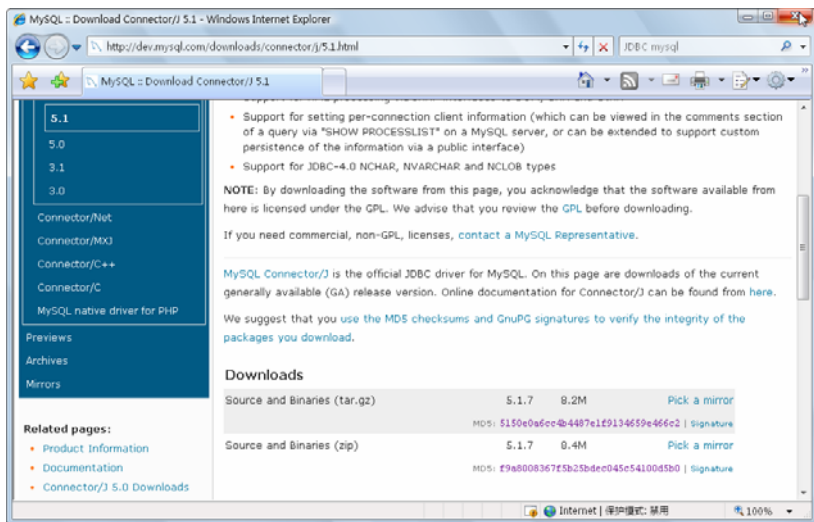 MySQL :: Download Connector/J 5.1 - Windows Internet Explorer
http://dev.mysql.com/downloads/connector/j/5.1.html
JDBC mysql
MySQL :: Download Connector/J 5.1
5.1
5.0
3.1
3.0
Connector/Net
Connector/MXJ
Connector/C++
Connector/C
MySQL native driver for PHP
Previews
Archives
Mirrors
Related pages:
Product Information
Documentation
Connector/J 5.0 Downloads
Support for setting per-connection client information (which can be viewed in the comments section
of a query via "SHOW PROCESSLIST" on a MySQL server, or can be extended to support custom
persistence of the information via a public interface)
Support for JDBC-4.0 NCHAR, NVARCHAR and NCLOB types
NOTE: By downloading the software from this page, you acknowledge that the software available from
here is licensed under the GPL. We advise that you review the GPL before downloading.
If you need commercial, non-GPL, licenses, contact a MySQL Representative.
MySQL Connector/J is the official JDBC driver for MySQL. On this page are downloads of the current
generally available (GA) release version. Online documentation for Connector/J can be found from here.
We suggest that you use the MD5 checksums and GnuPG signatures to verify the integrity of the
packages you download.
Downloads
Source and Binaries (tar.gz) 5.1.7 8.2M Pick a mirror
MD5: | Signature
Source and Binaries (zip) 5.1.7 8.4M Pick a mirror
MD5: | Signature
Internet | 保护模式: 禁用
100%